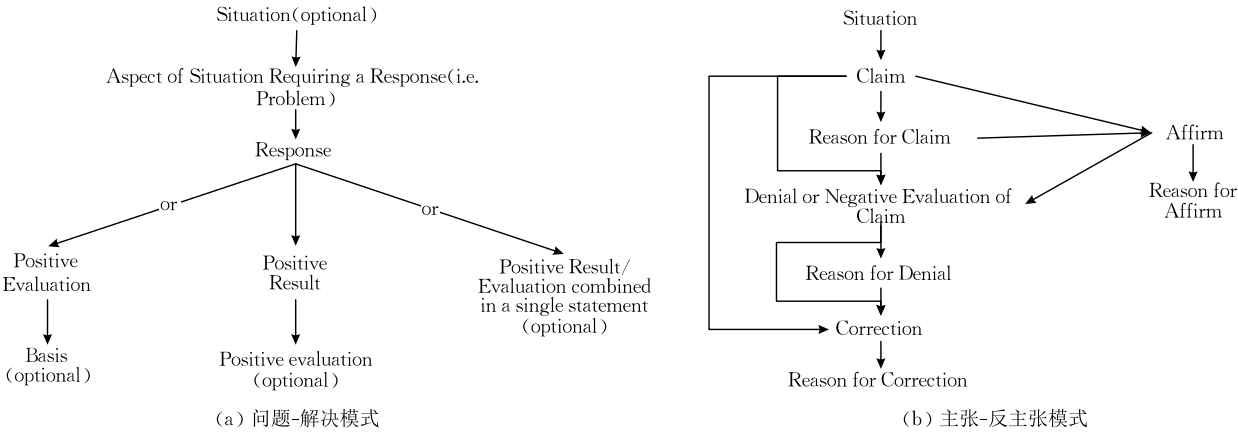 Situation(optional)
Aspect of Situation Requiring a Response(i.e.
Problem)
Response
or
or
Positive
Evaluation
Positive
Result
Positive Result/
Evaluation combined
in a single statement
(optional)
Basis
(optional)
Positive evaluation
(optional)
(a) 问题-解决模式
Situation
Claim
Reason for Claim
Affirm
Reason for
Affirm
Denial or Negative Evaluation of
Claim
Reason for Denial
Correction
Reason for Correction
(b) 主张-反主张模式